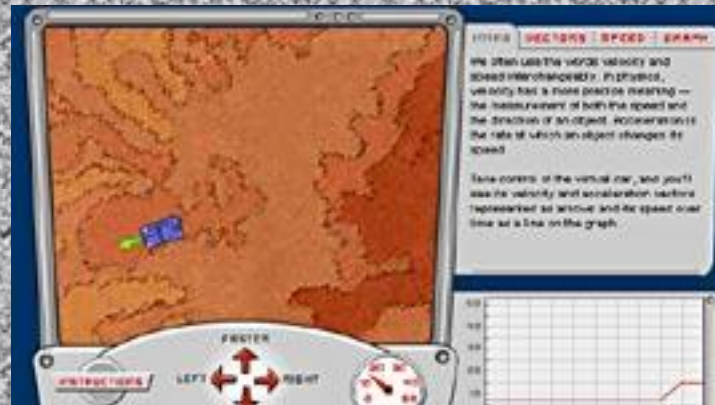 INTRO VECTORS SPEED GRAPH
We often use the words velocity and
speed interchangeably. In physics,
velocity has a more precise meaning —
the measurement of both the speed and
the direction of an object. Acceleration is
the rate at which an object changes its
speed.
Take control of the virtual car, and you'll
see its velocity and acceleration vectors
represented as arrows and its speed over
time as a line on the graph.
FASTER
LEFT RIGHT
INSTRUCTIONS